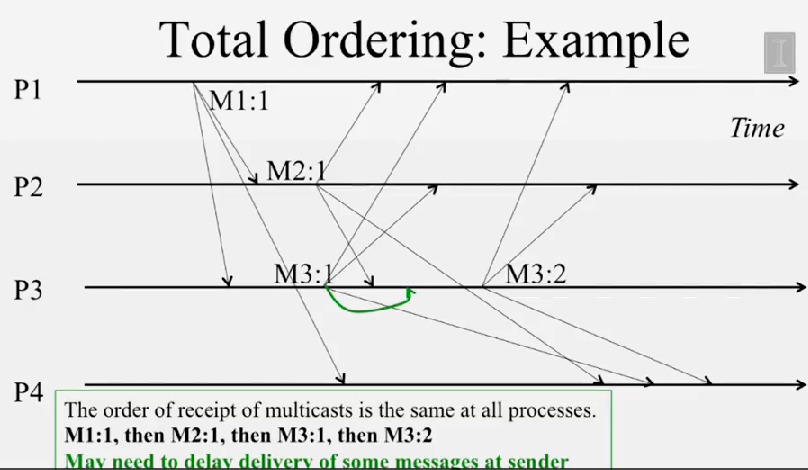 Total Ordering: Example
I
P1
M1:1
Time
P2
M2:1
P3
M3:1
M3:2
P4
The order of receipt of multicasts is the same at all processes.
M1:1, then M2:1, then M3:1, then M3:2
May need to delay delivery of some messages at sender